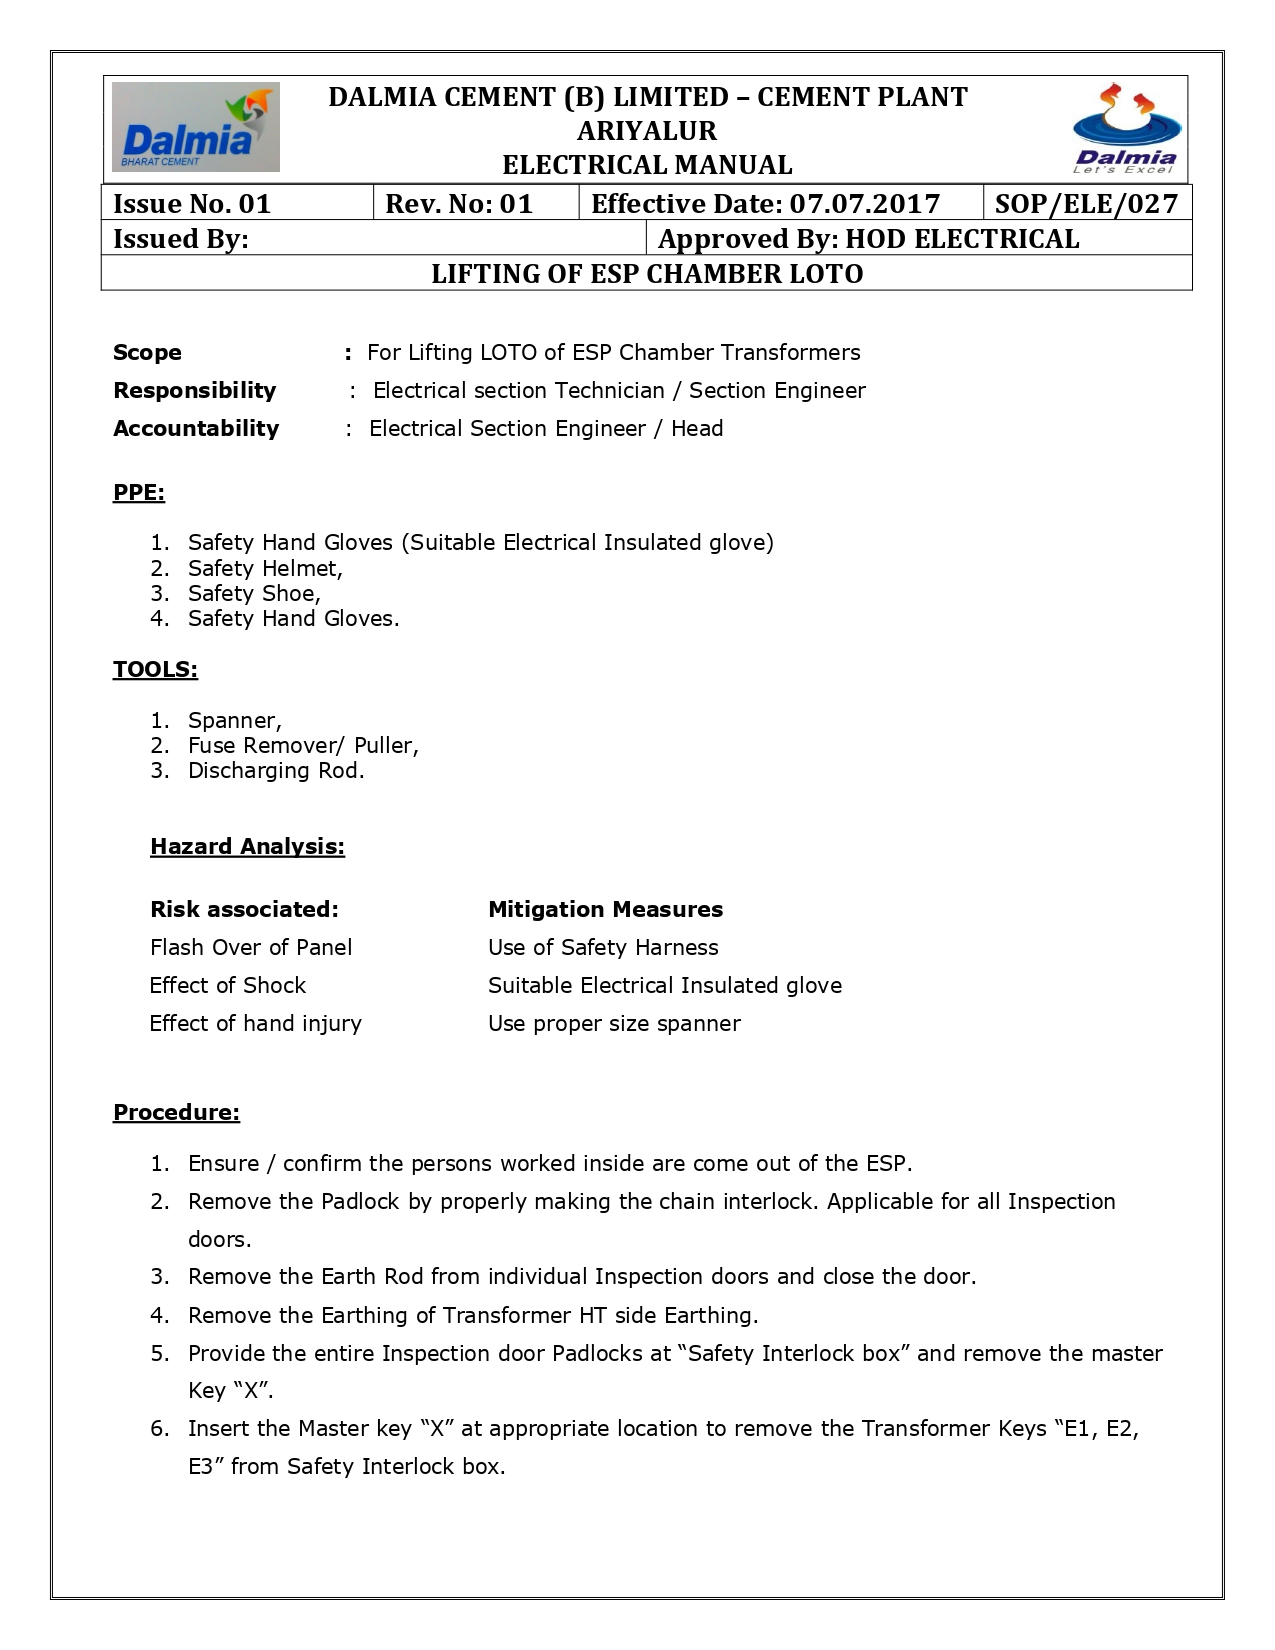 Dalmia
BHARAT CEMENT
DALMIA CEMENT (B) LIMITED – CEMENT PLANT
ARIYALUR
ELECTRICAL MANUAL
Dalmia
Let's Excel
Issue No. 01 Rev. No: 01 Effective Date: 07.07.2017 SOP/ELE/027
Issued By: Approved By: HOD ELECTRICAL
LIFTING OF ESP CHAMBER LOTO
Scope : For Lifting LOTO of ESP Chamber Transformers
Responsibility : Electrical section Technician / Section Engineer
Accountability : Electrical Section Engineer / Head
PPE:
1. Safety Hand Gloves (Suitable Electrical Insulated glove)
2. Safety Helmet,
3. Safety Shoe,
4. Safety Hand Gloves.
TOOLS:
1. Spanner,
2. Fuse Remover/ Puller,
3. Discharging Rod.
Hazard Analysis:
Risk associated: Mitigation Measures
Flash Over of Panel Use of Safety Harness
Effect of Shock Suitable Electrical Insulated glove
Effect of hand injury Use proper size spanner
Procedure:
1. Ensure / confirm the persons worked inside are come out of the ESP.
2. Remove the Padlock by properly making the chain interlock. Applicable for all Inspection
doors.
3. Remove the Earth Rod from individual Inspection doors and close the door.
4. Remove the Earthing of Transformer HT side Earthing.
5. Provide the entire Inspection door Padlocks at “Safety Interlock box” and remove the master
Key “X”.
6. Insert the Master key “X” at appropriate location to remove the Transformer Keys “E1, E2,
E3” from Safety Interlock box.